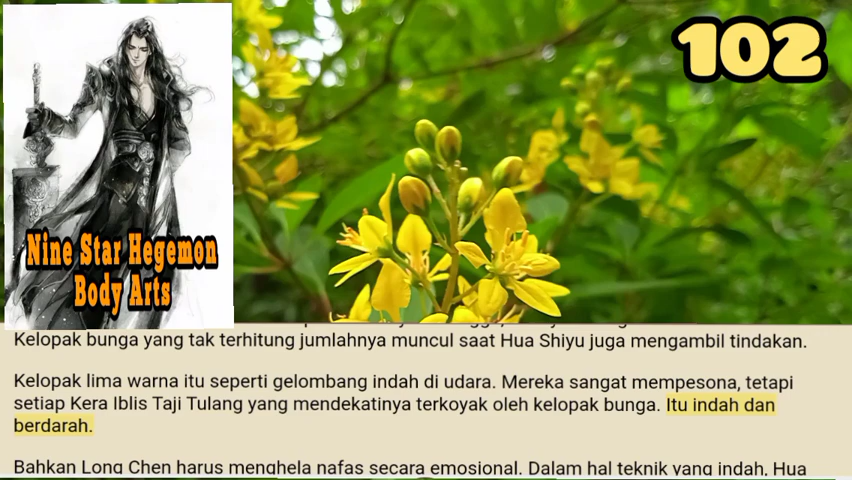 102
Nine Star Hegemon
Body Arts
Kelopak bunga yang tak terhitung jumlahnya muncul saat Hua Shiyu juga mengambil tindakan.
Kelopak lima warna itu seperti gelombang indah di udara. Mereka sangat mempesona, tetapi
setiap Kera Iblis Taji Tulang yang mendekatinya terkoyak oleh kelopak bunga. Itu indah dan
berdarah.
Bahkan Long Chen harus menghela nafas secara emosional. Dalam hal teknik yang indah, Hua